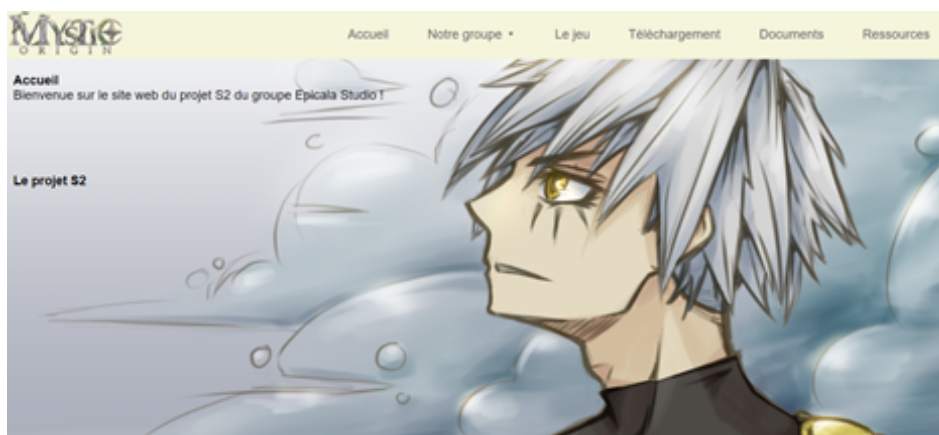 MYSTIC
ORIGIN
Accueil
Notre groupe
Le jeu
Téléchargement
Documents
Ressources
Accueil
Bienvenue sur le site web du projet S2 du groupe Epicala Studio !
Le projet S2